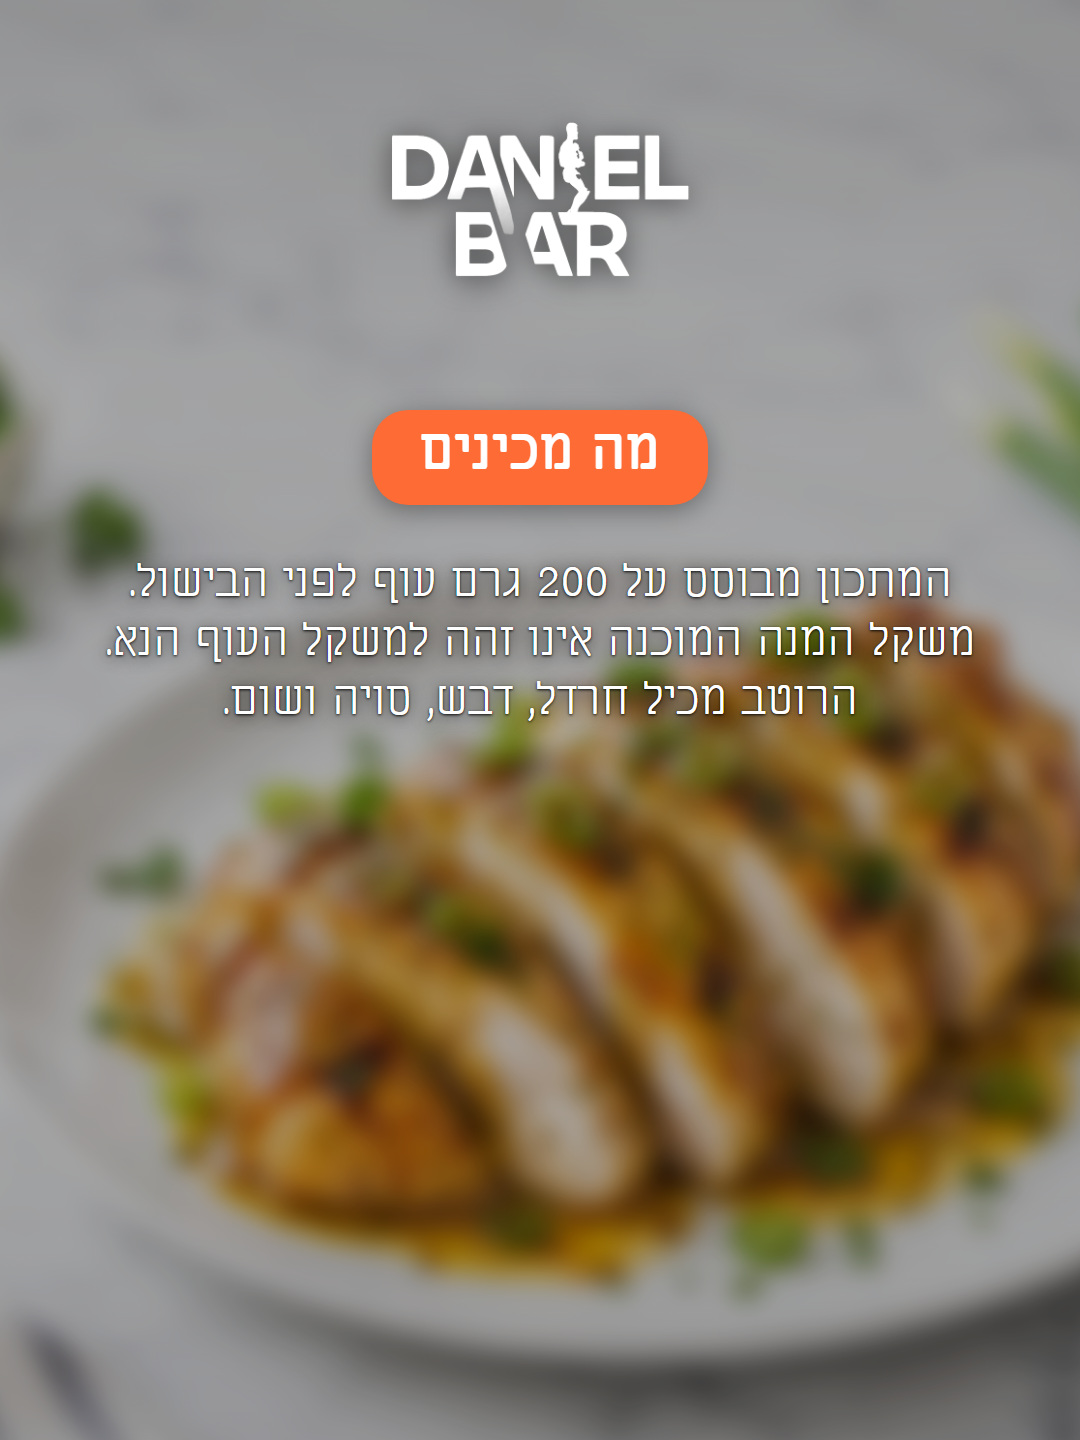 DANIEL
BAR
מה מכינים
המתכון מבוסס על 200 גרם עוף לפני הבישול.
משקל המנה המוכנה אינו זהה למשקל העוף הנא.
הרוטב מכיל חרדל, דבש, סויה ושום.